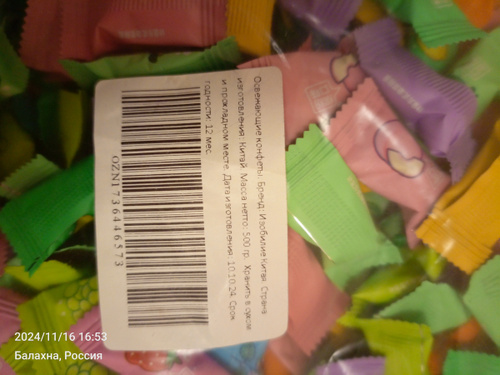 Освежающие конфеты. Бренд: Изобилие Китая. Страна
изготовления: Китай. Масса нетто: 500 гр. Хранить в сухом
и прохладном месте. Дата изготовления: 10.10.24. Срок
годности: 12 мес.
OZN1736446573
2024/11/16 16:53
Балахна, Россия